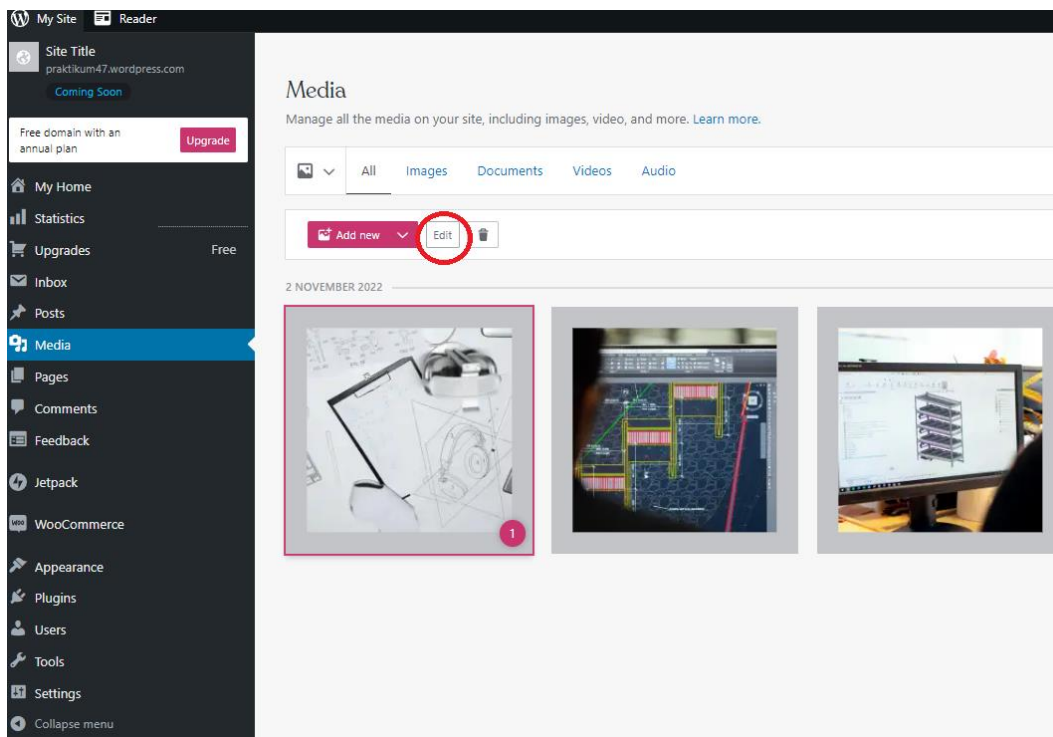 My Site Reader
Site Title
praktikum47.wordpress.com
Coming Soon
Free domain with an
annual plan
Upgrade
My Home
Statistics
Upgrades Free
Inbox
Posts
Media
Pages
Comments
Feedback
Jetpack
WooCommerce
Appearance
Plugins
Users
Tools
Settings
Collapse menu
Media
Manage all the media on your site, including images, video, and more. Learn more.
All Images Documents Videos Audio
Add new Edit
2 NOVEMBER 2022
1